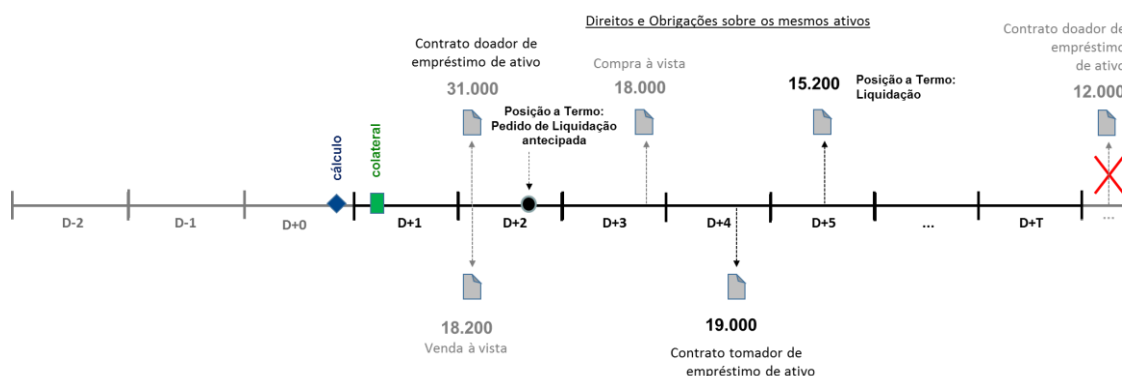 Direitos e Obrigações sobre os mesmos ativos
Contrato doador de
empréstimo de ativo
31.000
Posição a Termo:
Pedido de Liquidação
antecipada
Compra à vista
18.000
15.200
Posição a Termo:
Liquidação
Contrato doador de
empréstimo
de ativo
12.000
cálculo
colateral
D-2
D-1
D+0
D+1
D+2
D+3
D+4
D+5
...
D+T
...
18.200
Venda à vista
19.000
Contrato tomador de
empréstimo de ativo